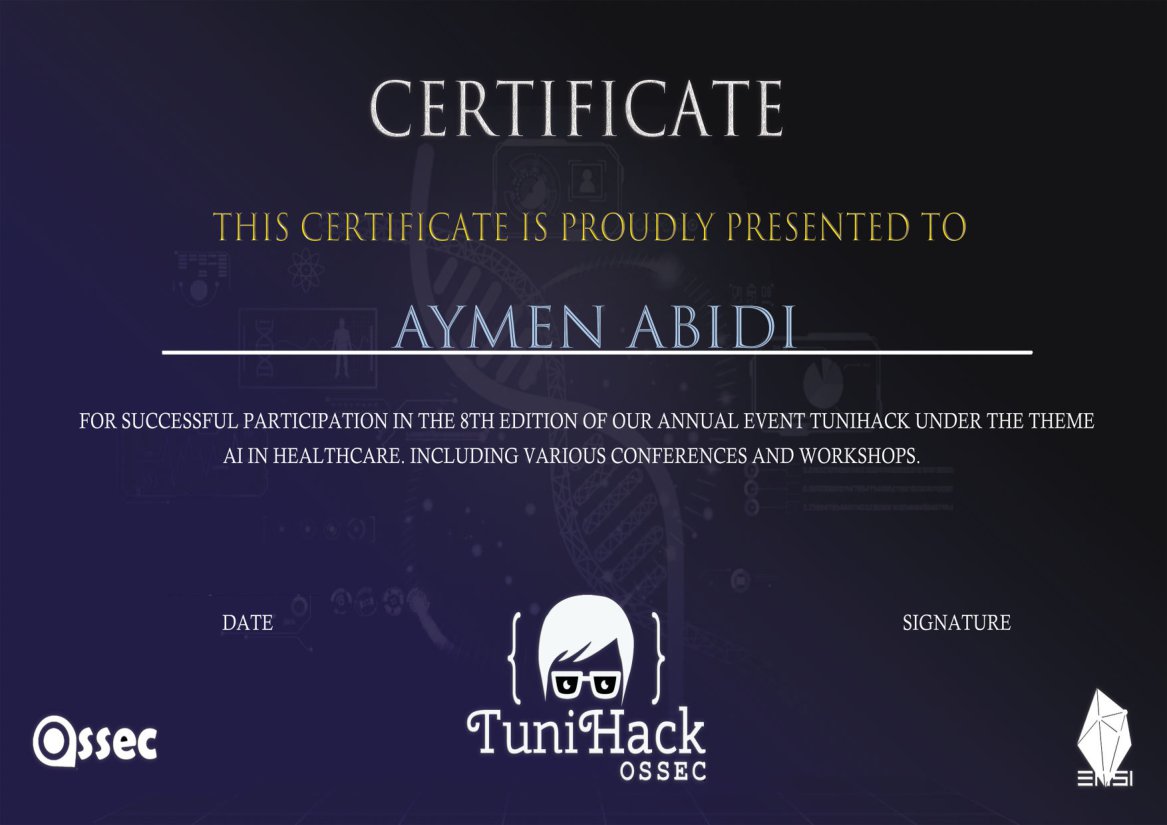 CERTIFICATE
THIS CERTIFICATE IS PROUDLY PRESENTED TO
AYMEN ABIDI
FOR SUCCESSFUL PARTICIPATION IN THE 8TH EDITION OF OUR ANNUAL EVENT TUNIHACK UNDER THE THEME
AI IN HEALTHCARE. INCLUDING VARIOUS CONFERENCES AND WORKSHOPS.
DATE
SIGNATURE
Ossec
TuniHack
OSSEC
ENSI